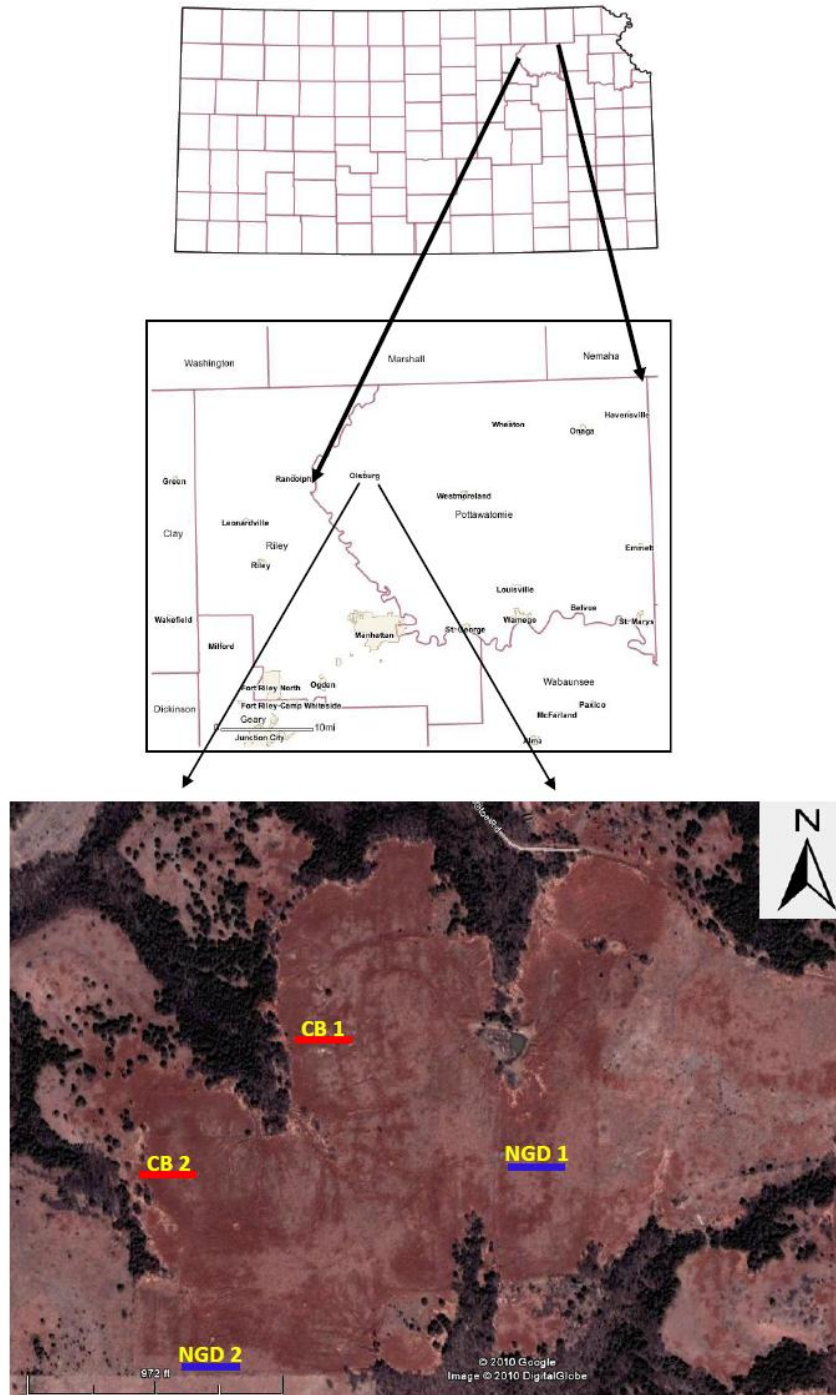 Washington
Marshall
Nemaha
Havensville
Wheaton
Onaga
Green
Randolph
Olsburg
Westmoreland
Leonardville
Pottawatomie
Clay
Riley
Riley
Emmett
Louisville
Wakefield
Belvue
Wamego
St. Marys
Manhattan
St. George
Milford
Wabaunsee
Fort Riley North
Ogden
Paxico
Dickinson
Fort Riley-Camp Whiteside
McFarland
Geary
0 10mi
Junction City
Alma
N
CB 1
CB 2
NGD 1
NGD 2
972 ft
© 2010 Google
Image © 2010 DigitalGlobe